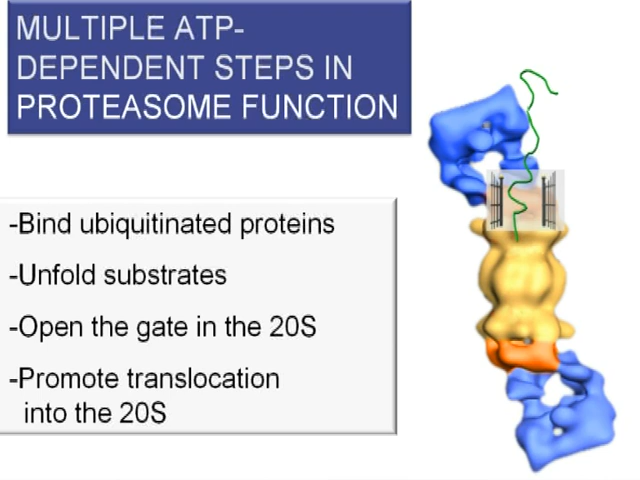 MULTIPLE ATP-
DEPENDENT STEPS IN
PROTEASOME FUNCTION
-Bind ubiquitinated proteins
-Unfold substrates
-Open the gate in the 20S
-Promote translocation
into the 20S